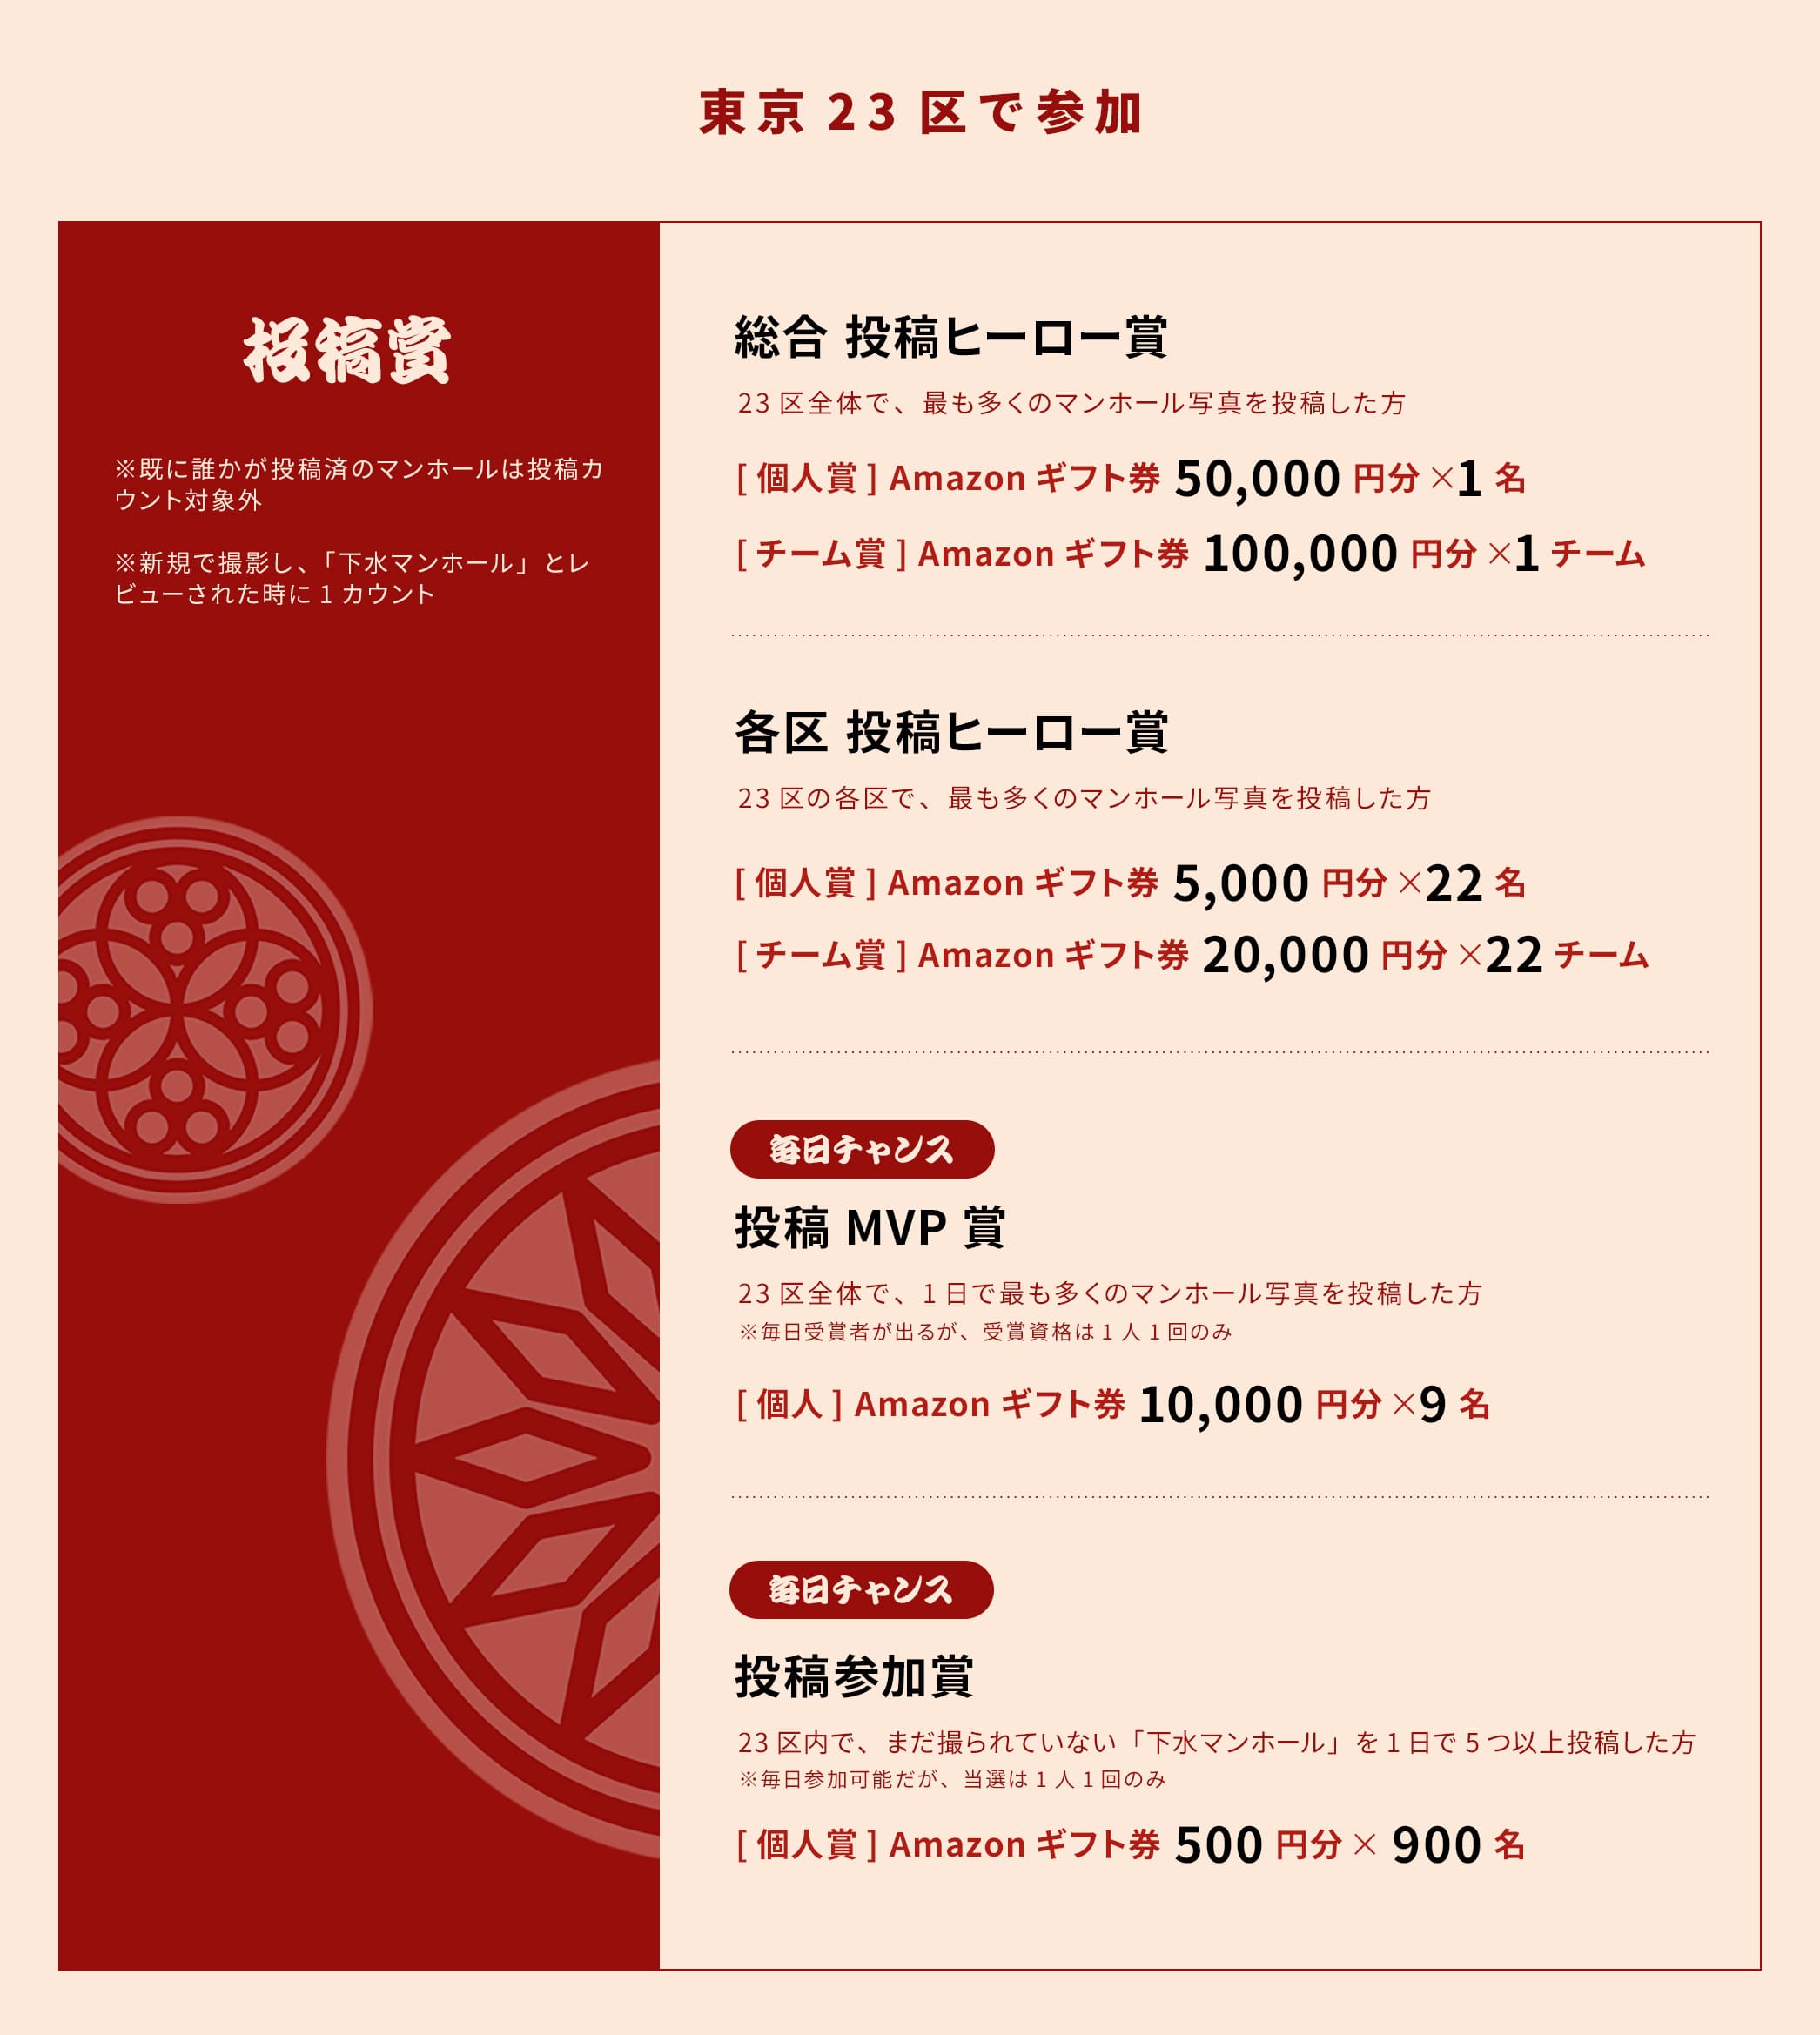 東京 23 区で参加
投稿賞
※既に誰かが投稿済のマンホールは投稿カ
ウント対象外
※新規で撮影し、「下水マンホール」とレ
ビューされた時に 1 カウント
総合 投稿ヒーロー賞
23 区全体で、最も多くのマンホール写真を投稿した方
[ 個人賞 ] Amazon ギフト券 50,000 円分 ×1 名
[ チーム賞 ] Amazon ギフト券 100,000 円分 ×1 チーム
各区 投稿ヒーロー賞
23 区の各区で、最も多くのマンホール写真を投稿した方
[ 個人賞 ] Amazon ギフト券 5,000 円分 ×22 名
[ チーム賞 ] Amazon ギフト券 20,000 円分 ×22 チーム
毎日チャンス
投稿 MVP 賞
23 区全体で、1 日で最も多くのマンホール写真を投稿した方
※毎日受賞者が出るが、受賞資格は 1 人 1 回のみ
[ 個人 ] Amazon ギフト券 10,000 円分 ×9 名
毎日チャンス
投稿参加賞
23 区内で、まだ撮られていない「下水マンホール」を 1 日で 5 つ以上投稿した方
※毎日参加可能だが、当選は 1 人 1 回のみ
[ 個人賞 ] Amazon ギフト券 500 円分 × 900 名